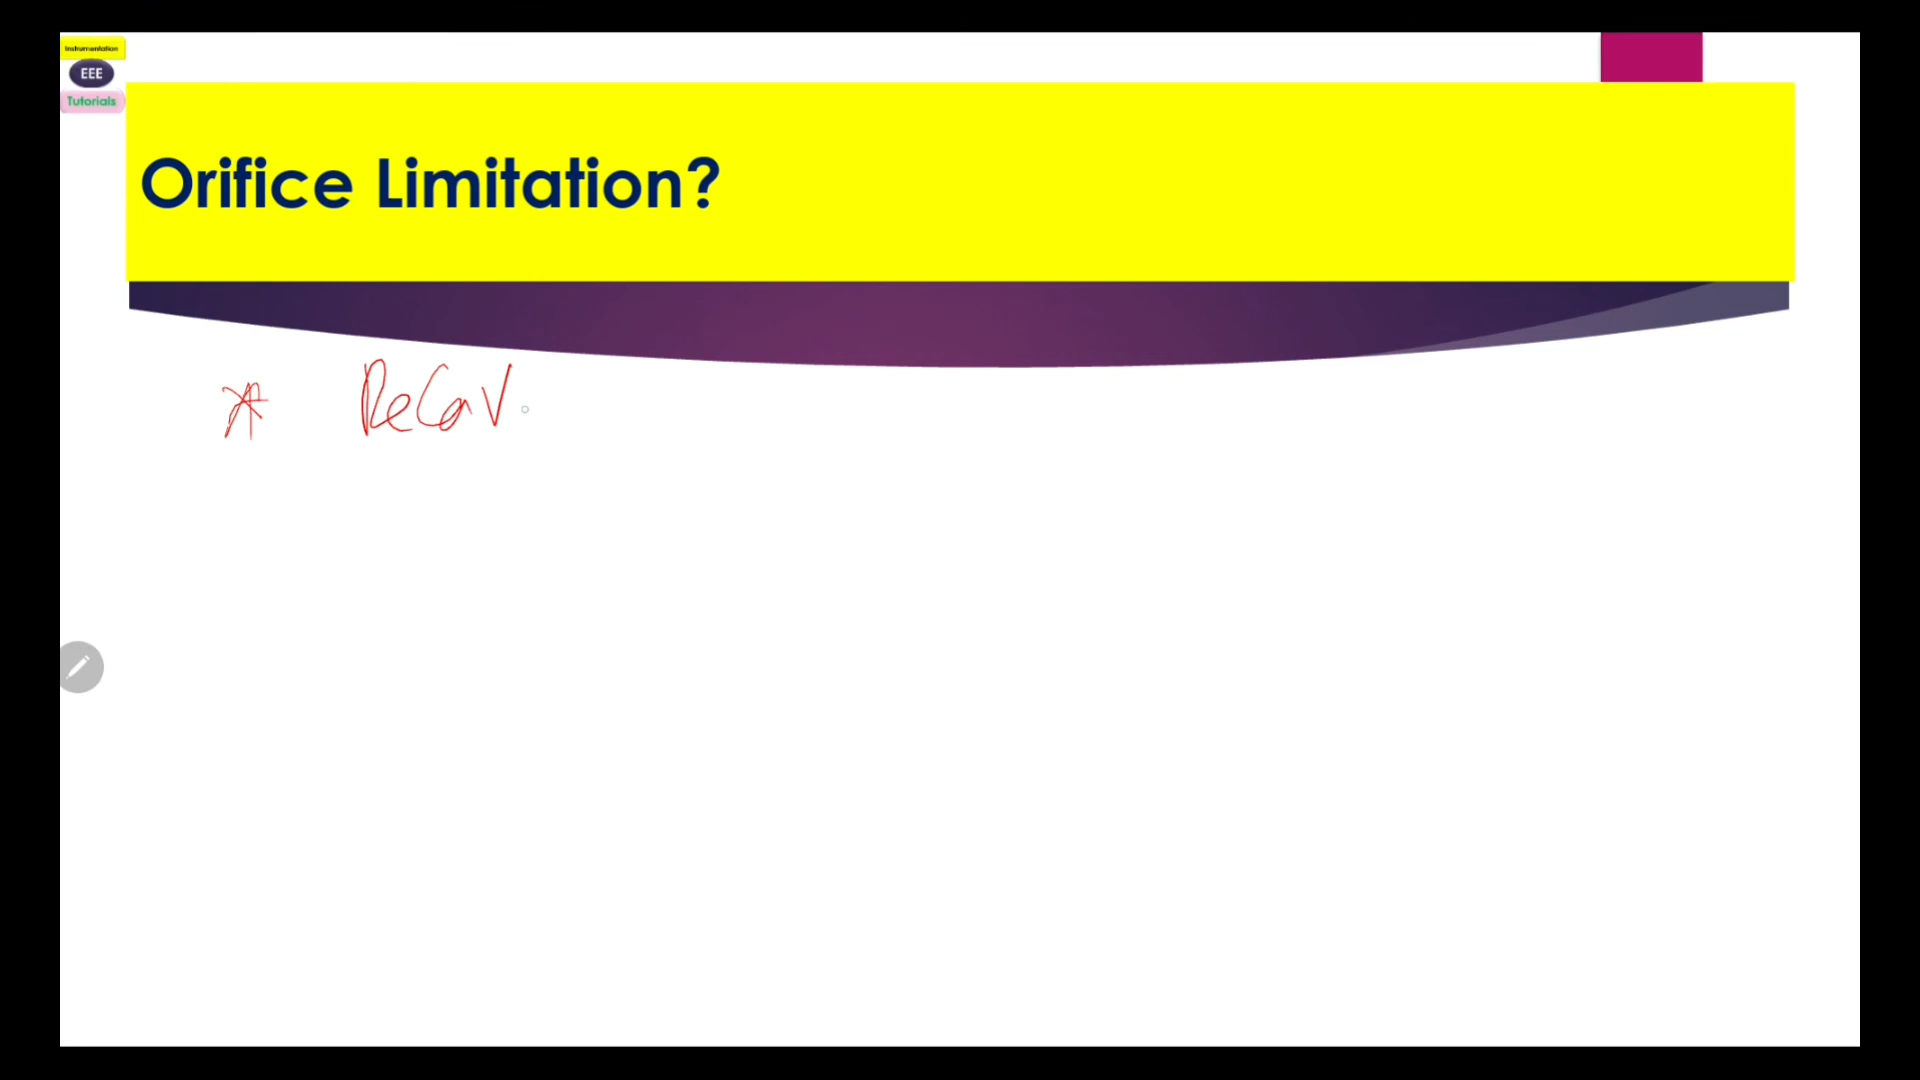 Instrumentation
EEE
Tutorials
Orifice Limitation?
* Recov